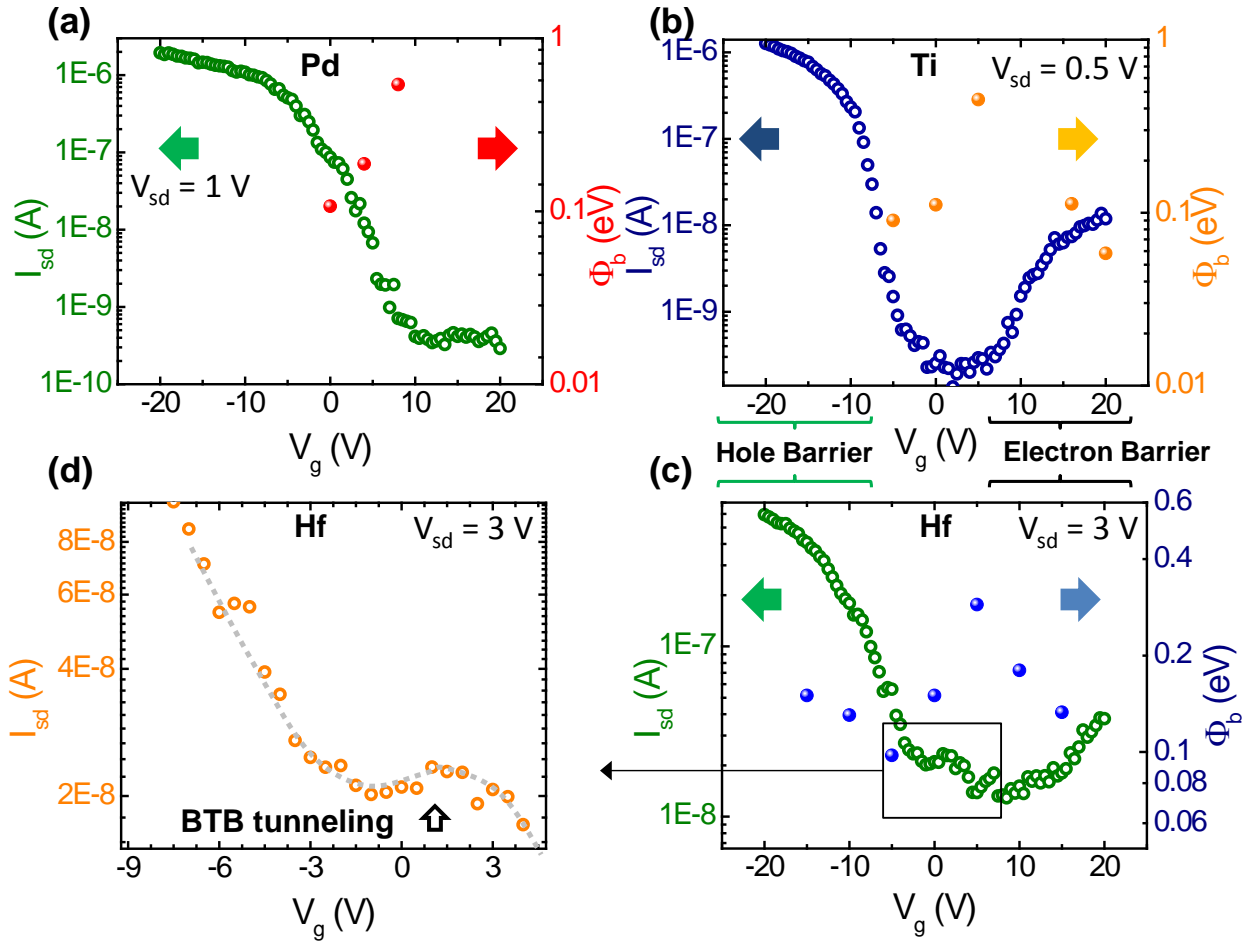 (a)
Pd
V_sd = 1 V
1E-6
1E-7
1E-8
1E-9
1E-10
I_sd (A)
1
0.1
0.01
Φ_b (eV)
-20 -10 0 10 20
V_g (V)
(b)
Ti
V_sd = 0.5 V
1E-6
1E-7
1E-8
1E-9
I_sd (A)
1
0.1
0.01
Φ_b (eV)
-20 -10 0 10 20
V_g (V)
Hole Barrier
Electron Barrier
(d)
Hf
V_sd = 3 V
8E-8
6E-8
4E-8
2E-8
I_sd (A)
BTB tunneling
-9 -6 -3 0 3
V_g (V)
(c)
Hf
V_sd = 3 V
1E-7
1E-8
I_sd (A)
0.6
0.4
0.2
0.1
0.08
0.06
Φ_b (eV)
-20 -10 0 10 20
V_g (V)